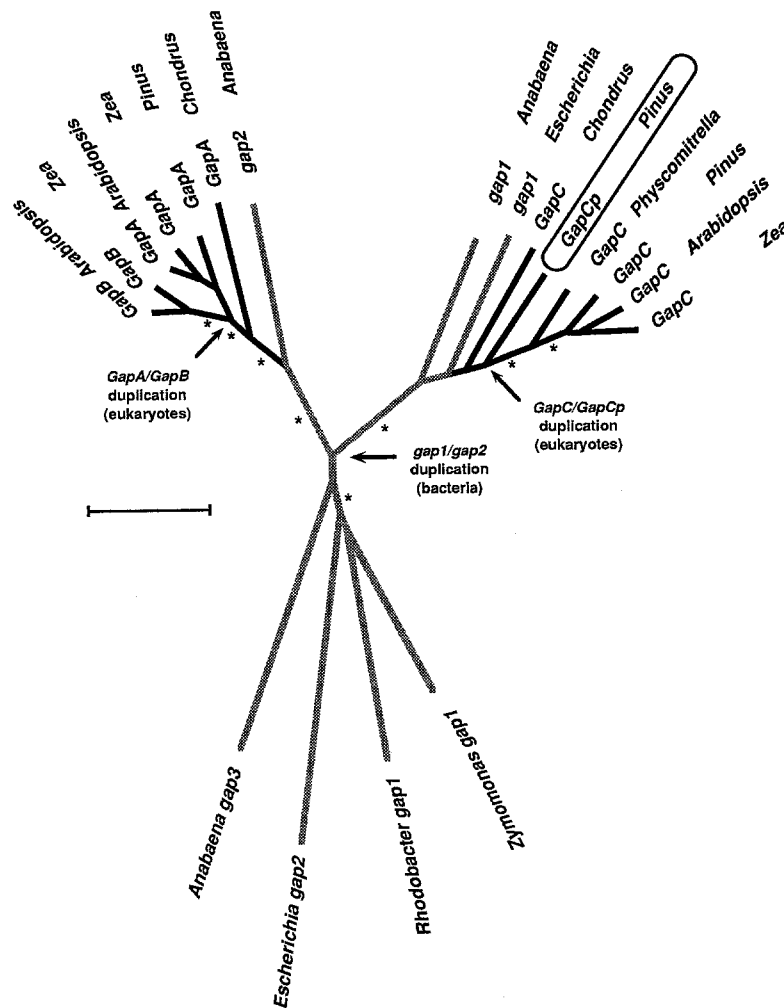 GapB Arabidopsis
GapB Zea
GapA Arabidopsis
GapA Zea
GapA Pinus
GapA Chondrus
gap2 Anabaena
gap1 Anabaena
gap1 Escherichia
GapC Chondrus
GapCp Pinus
GapC Physcomitrella
GapC Pinus
GapC Arabidopsis
GapC Zea
* * *
*
*
* *
*
GapA/GapB
duplication
(eukaryotes)
GapC/GapCp
duplication
(eukaryotes)
gap1/gap2
duplication
(bacteria)
Anabaena gap3
Escherichia gap2
Rhodobacter gap1
Zymomonas gap1